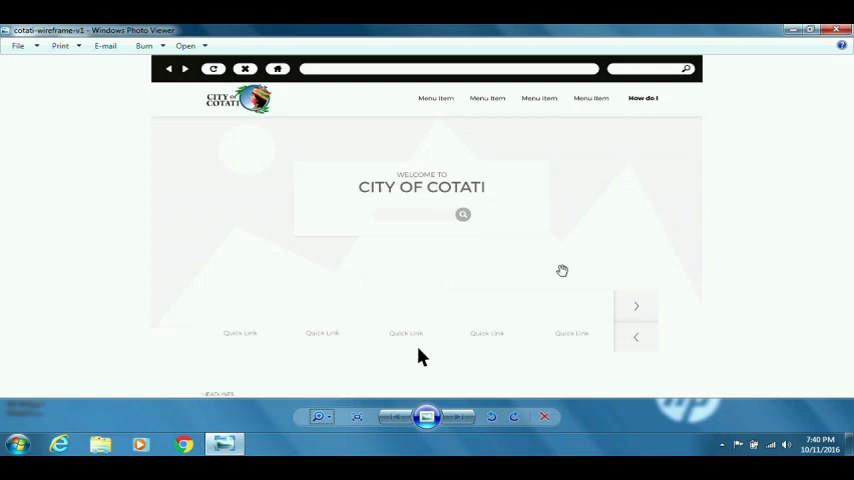 cotati-wireframe-v1 - Windows Photo Viewer
File Print E-mail Burn Open
CITY OF
COTATI
Menu Item Menu Item Menu Item Menu Item How do I
WELCOME TO
CITY OF COTATI
Quick Link Quick Link Quick Link Quick Link Quick Link
HEADLINES
7:40 PM
10/11/2016